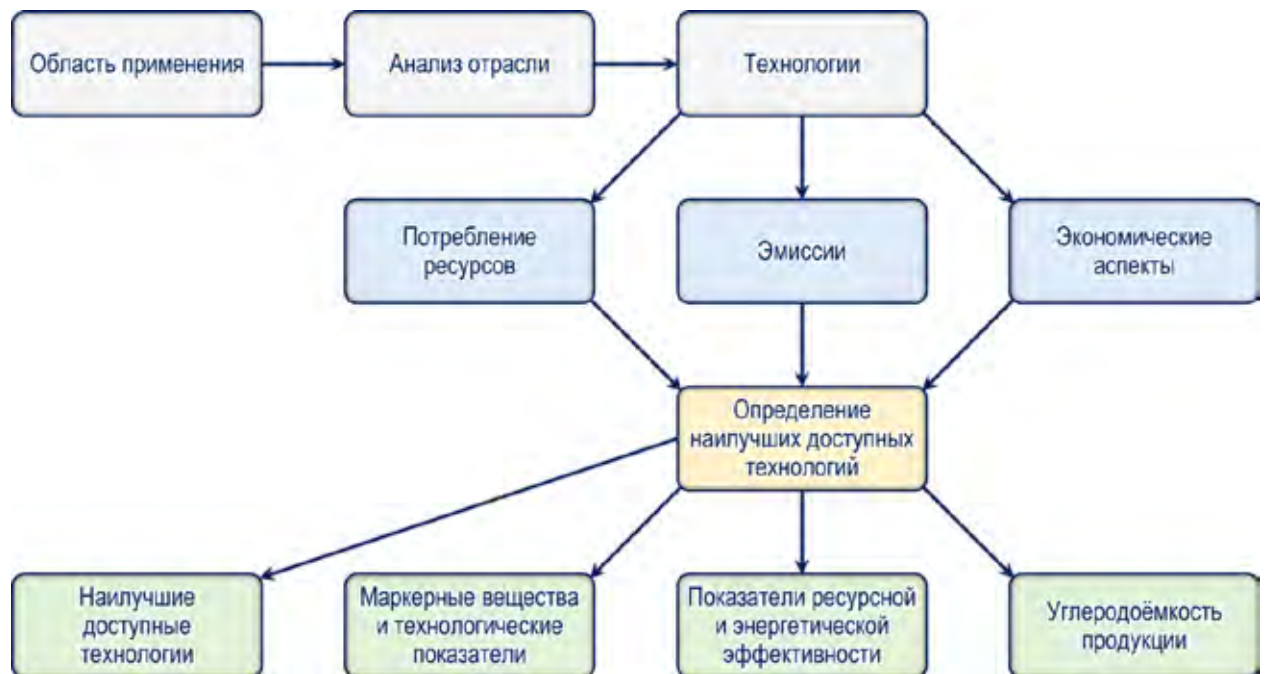 Область применения
Анализ отрасли
Технологии
Потребление
ресурсов
Эмиссии
Экономические
аспекты
Определение
наилучших доступных
технологий
Наилучшие
доступные
технологии
Маркерные вещества
и технологические
показатели
Показатели ресурсной
и энергетической
эффективности
Углеродоёмкость
продукции